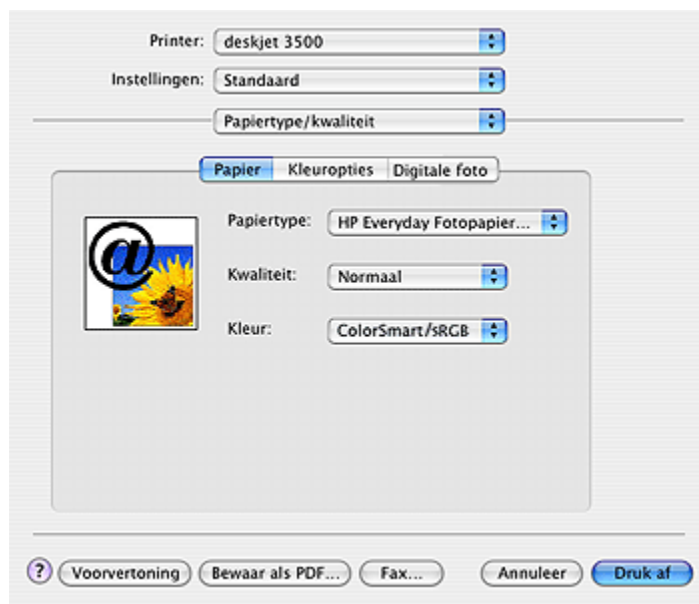 Printer: deskjet 3500
Instellingen: Standaard
Papiertype/kwaliteit
Papier Kleuropties Digitale foto
Papiertype: HP Everyday Fotopapier...
@
Kwaliteit: Normaal
Kleur: ColorSmart/sRGB
? Voorvertoning Bewaar als PDF... Fax... Annuleer Druk af